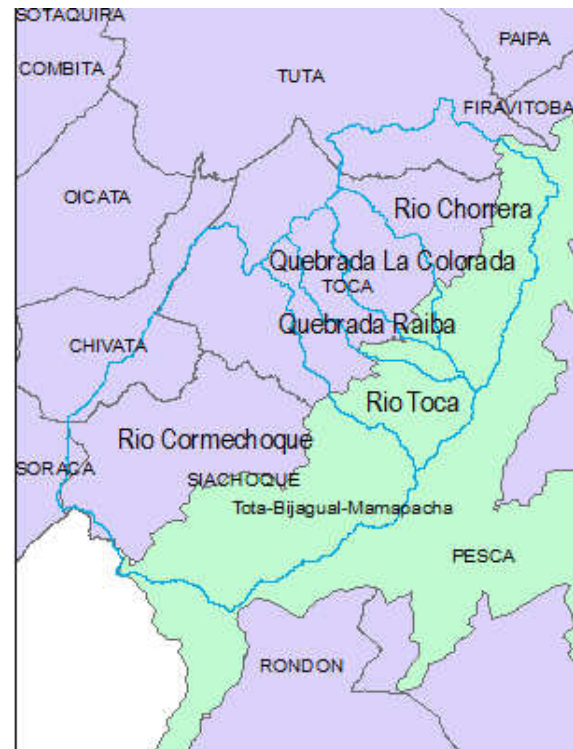 SOTAQUIRA
PAIPA
COMBITA
TUTA
FIRAVITOBA
OICATA
Rio Chorrera
Quebrada La Colorada
TOCA
Quebrada Raiba
CHIVATA
Rio Toca
Rio Cormechoque
SORACA
SIACHOQUE
Tota-Bijagual-Mamapacha
PESCA
RONDON